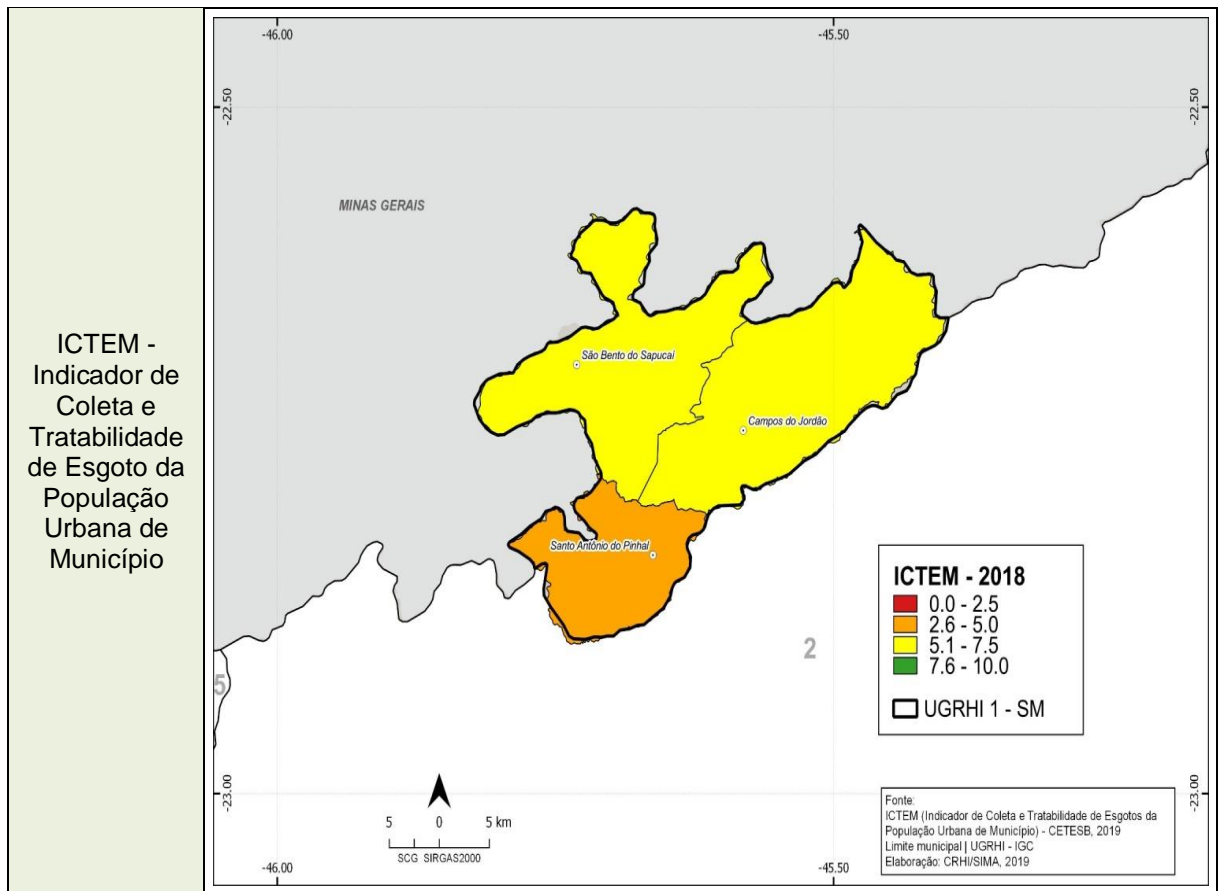 ICTEM -
Indicador de
Coleta e
Tratabilidade
de Esgoto da
População
Urbana de
Município
-46.00
-45.50
-22.50
-22.50
MINAS GERAIS
São Bento do Sapucaí
Campos do Jordão
Santo Antônio do Pinhal
2
5
ICTEM - 2018
0.0 - 2.5
2.6 - 5.0
5.1 - 7.5
7.6 - 10.0
UGRHI 1 - SM
-23.00
-23.00
5 0 5 km
SCG SIRGAS2000
Fonte:
ICTEM (Indicador de Coleta e Tratabilidade de Esgotos da
População Urbana de Município) - CETESB, 2019
Limite municipal | UGRHI - IGC
Elaboração: CRHI/SIMA, 2019
-46.00
-45.50